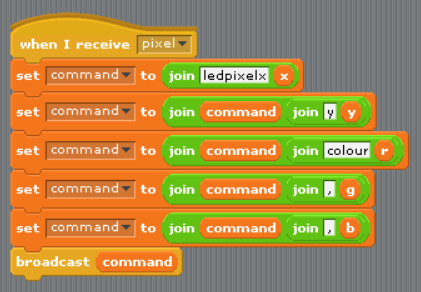 when I receive pixel
set command to join ledpixelx x
set command to join command join y y
set command to join command join colour r
set command to join command join , g
set command to join command join , b
broadcast command